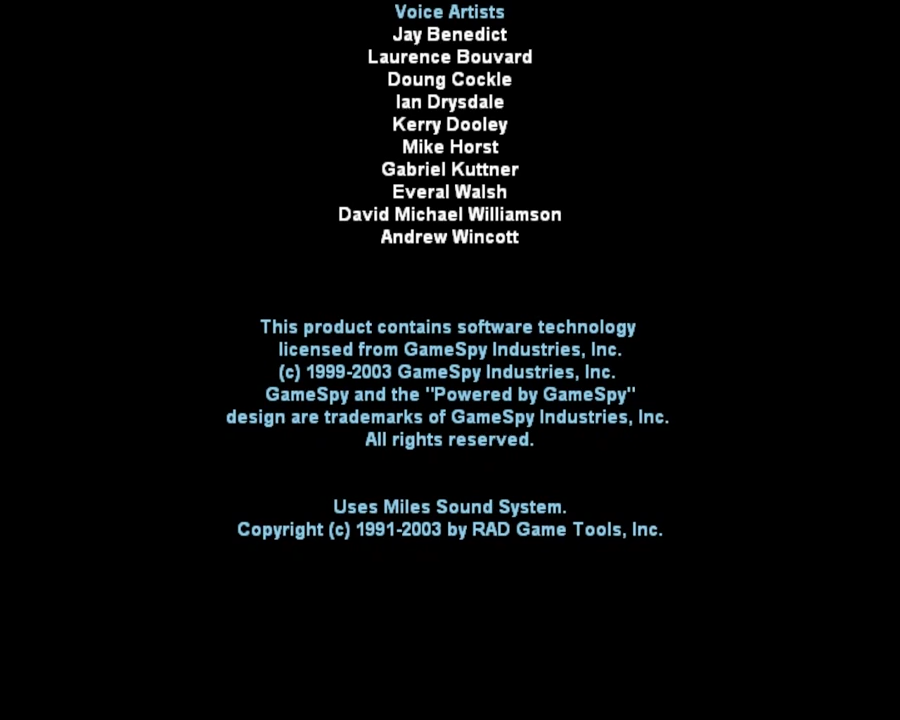 Voice Artists
Jay Benedict
Laurence Bouvard
Doung Cockle
Ian Drysdale
Kerry Dooley
Mike Horst
Gabriel Kuttner
Everal Walsh
David Michael Williamson
Andrew Wincott
This product contains software technology
licensed from GameSpy Industries, Inc.
(c) 1999-2003 GameSpy Industries, Inc.
GameSpy and the "Powered by GameSpy"
design are trademarks of GameSpy Industries, Inc.
All rights reserved.
Uses Miles Sound System.
Copyright (c) 1991-2003 by RAD Game Tools, Inc.